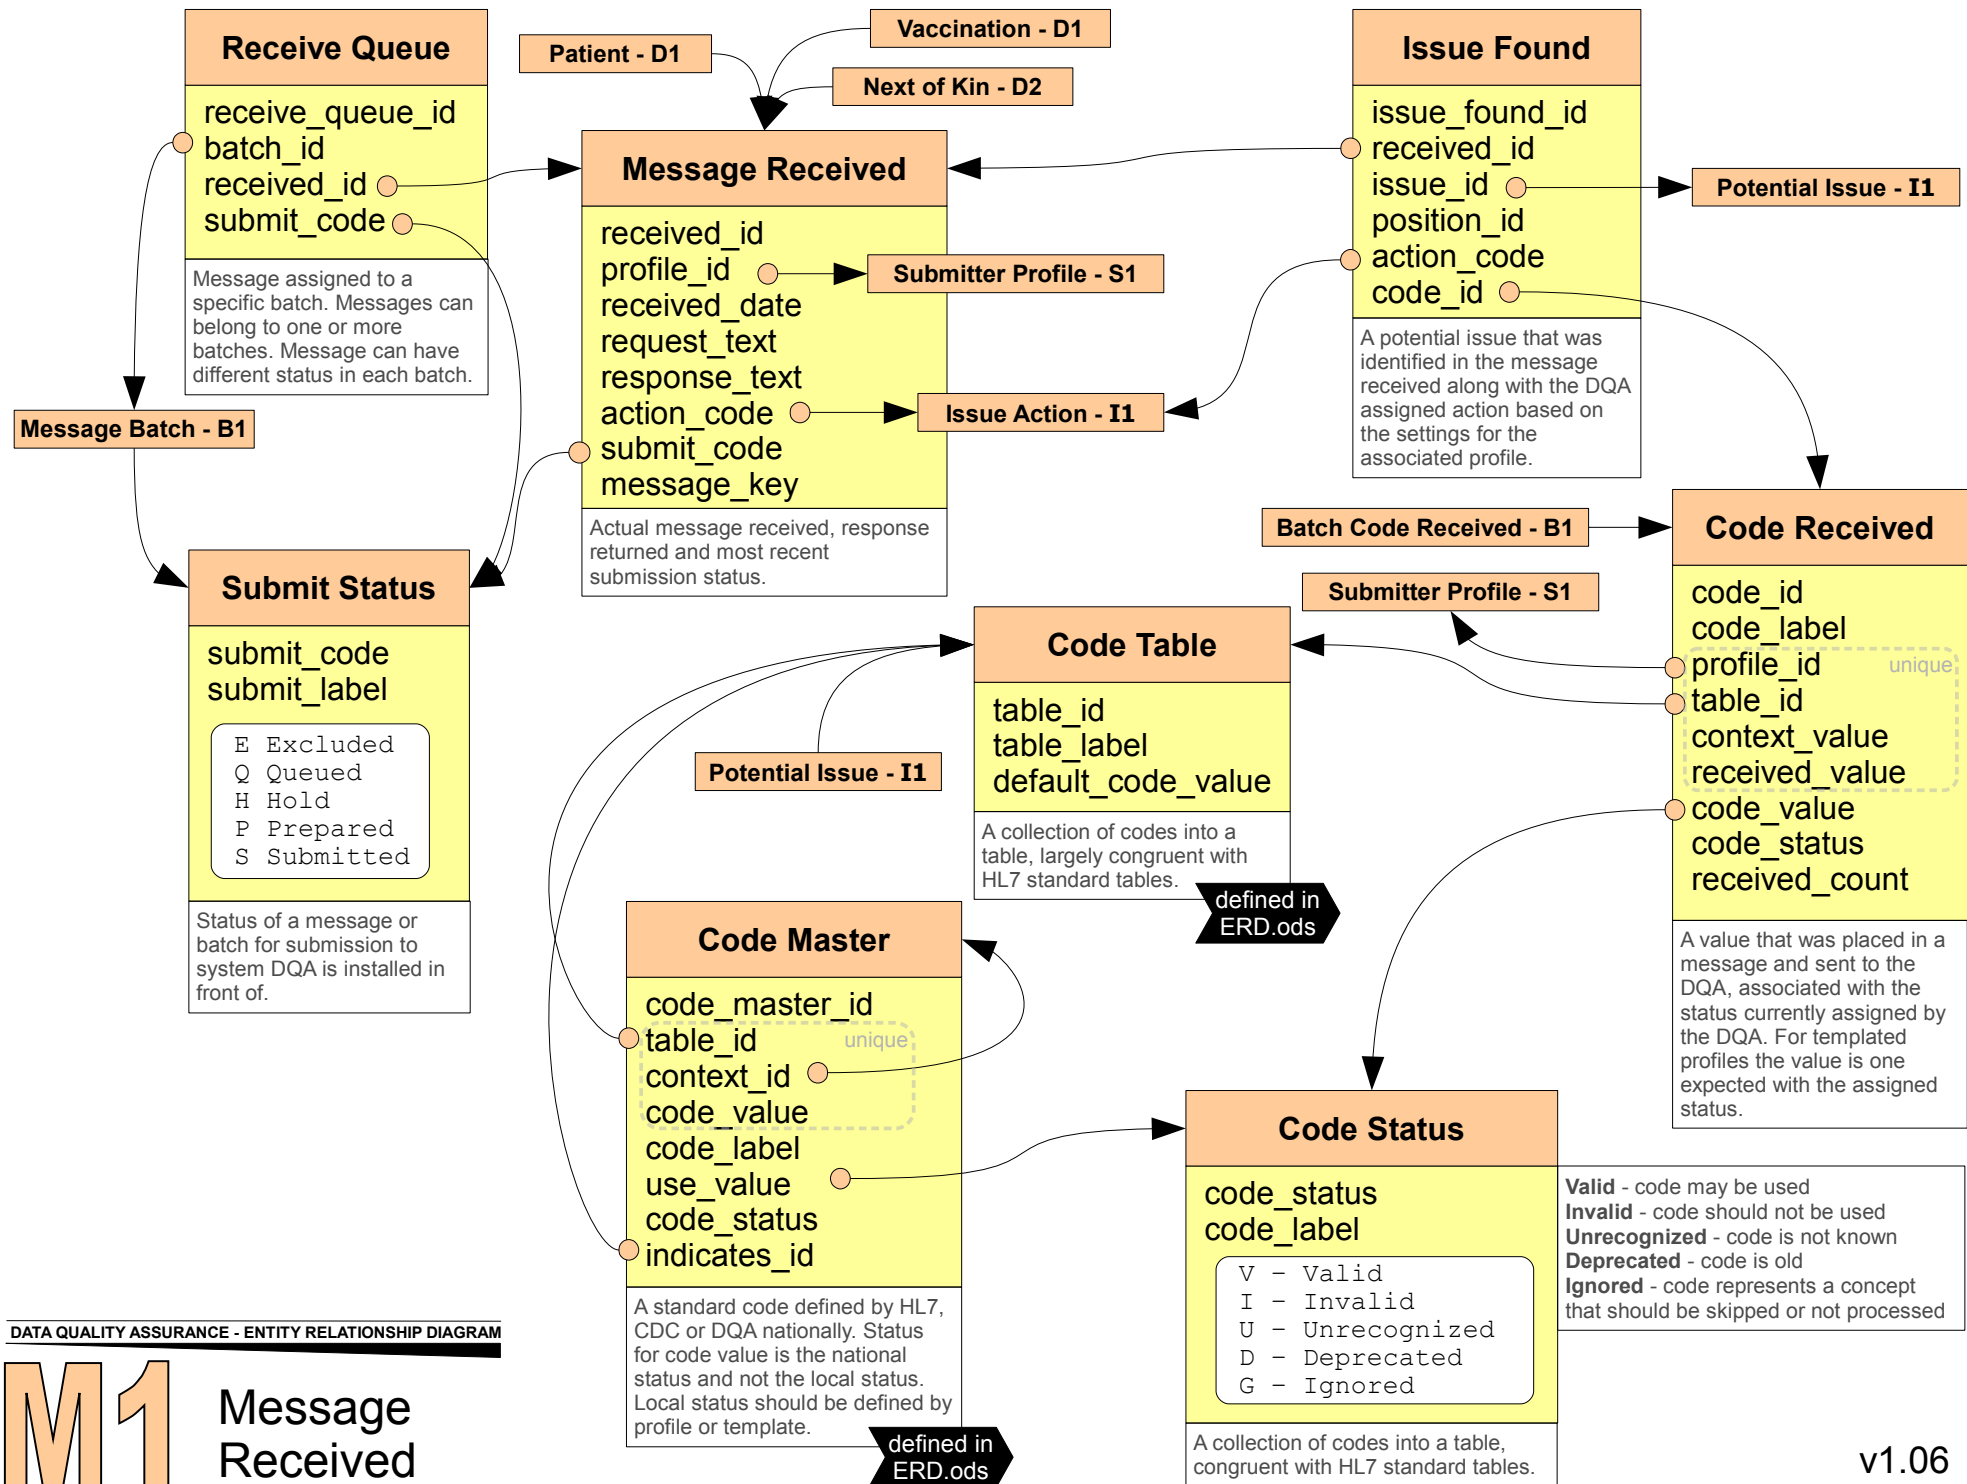 Receive Queue
receive_queue_id
batch_id
received_id
submit_code
Message assigned to a
specific batch. Messages can
belong to one or more
batches. Message can have
different status in each batch.
Patient - D1
Vaccination - D1
Next of Kin - D2
Message Received
received_id
profile_id
received_date
request_text
response_text
action_code
submit_code
message_key
Actual message received, response
returned and most recent
submission status.
Submitter Profile - S1
Issue Action - I1
Issue Found
issue_found_id
received_id
issue_id
position_id
action_code
code_id
A potential issue that was
identified in the message
received along with the DQA
assigned action based on
the settings for the
associated profile.
Potential Issue - I1
Message Batch - B1
Submit Status
submit_code
submit_label
E Excluded
Q Queued
H Hold
P Prepared
S Submitted
Status of a message or
batch for submission to
system DQA is installed in
front of.
Batch Code Received - B1
Submitter Profile - S1
Code Received
code_id
code_label
profile_id unique
table_id
context_value
received_value
code_value
code_status
received_count
A value that was placed in a
message and sent to the
DQA, associated with the
status currently assigned by
the DQA. For templated
profiles the value is one
expected with the assigned
status.
Code Table
table_id
table_label
default_code_value
A collection of codes into a
table, largely congruent with
HL7 standard tables.
defined in
ERD.ods
Potential Issue - I1
Code Master
code_master_id
table_id unique
context_id
code_value
code_label
use_value
code_status
indicates_id
A standard code defined by HL7,
CDC or DQA nationally. Status
for code value is the national
status and not the local status.
Local status should be defined by
profile or template.
defined in
ERD.ods
Code Status
code_status
code_label
V – Valid
I – Invalid
U – Unrecognized
D – Deprecated
G – Ignored
A collection of codes into a table,
congruent with HL7 standard tables.
Valid - code may be used
Invalid - code should not be used
Unrecognized - code is not known
Deprecated - code is old
Ignored - code represents a concept
that should be skipped or not processed
DATA QUALITY ASSURANCE - ENTITY RELATIONSHIP DIAGRAM
M1
Message
Received
v1.06